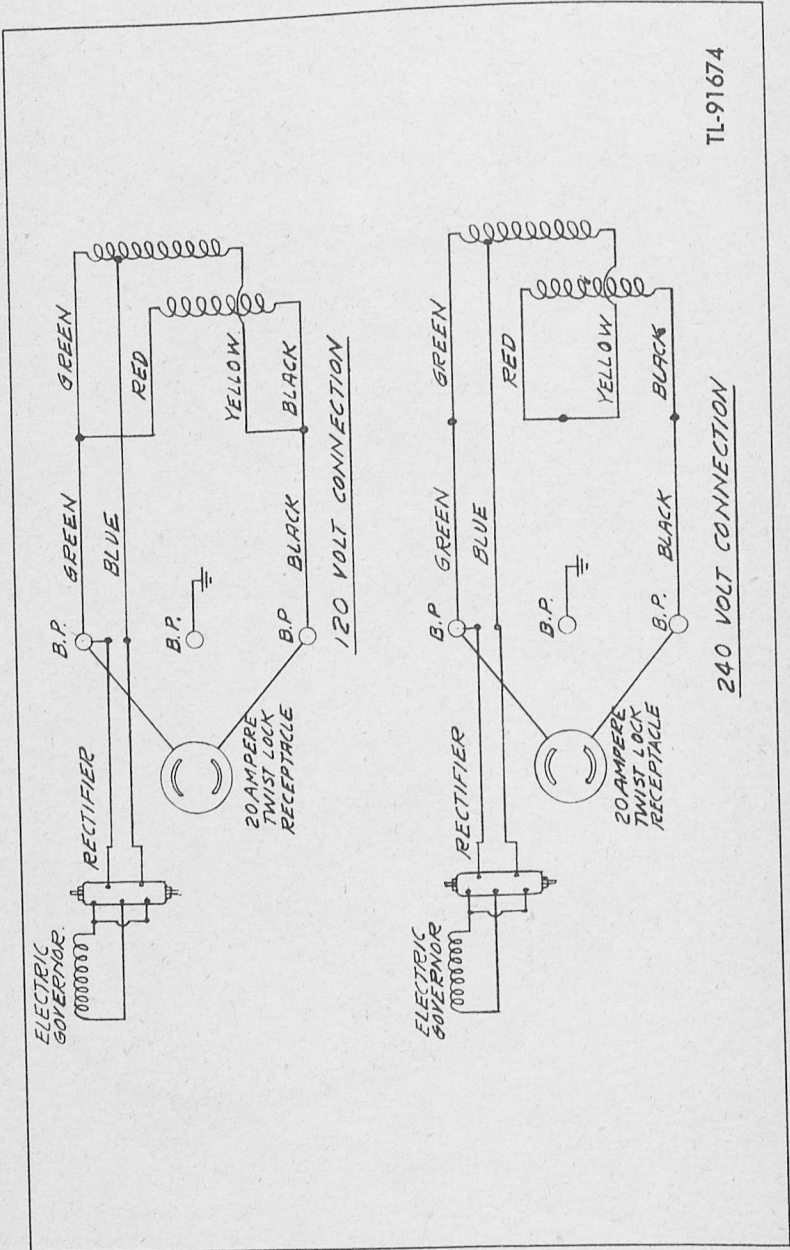 ELECTRIC
GOVERNOR.
RECTIFIER
B.P.
GREEN
GREEN
BLUE
RED
B.P.
YELLOW
20 AMPERE
TWIST LOCK
RECEPTACLE
B.P
BLACK
BLACK
120 VOLT CONNECTION
ELECTRIC
GOVERNOR
RECTIFIER
B.P
GREEN
GREEN
BLUE
RED
B.P.
YELLOW
20 AMPERE
TWIST LOCK
RECEPTACLE
B.P.
BLACK
BLACK
240 VOLT CONNECTION
TL-91674